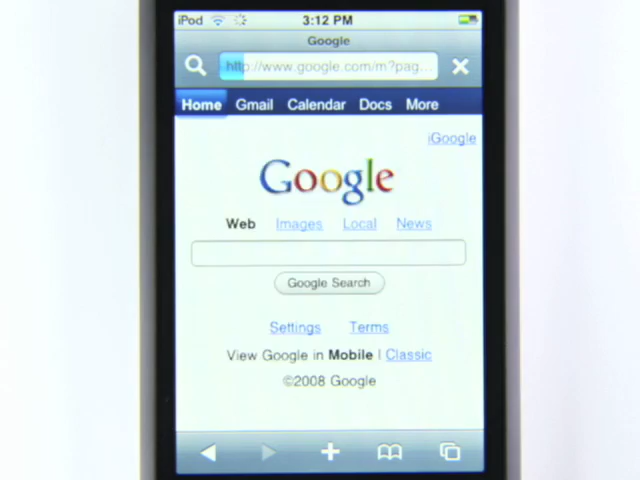 iPod 3:12 PM
Google
http://www.google.com/m?pag...
Home Gmail Calendar Docs More
iGoogle
Google
Web Images Local News
Google Search
Settings Terms
View Google in Mobile | Classic
©2008 Google